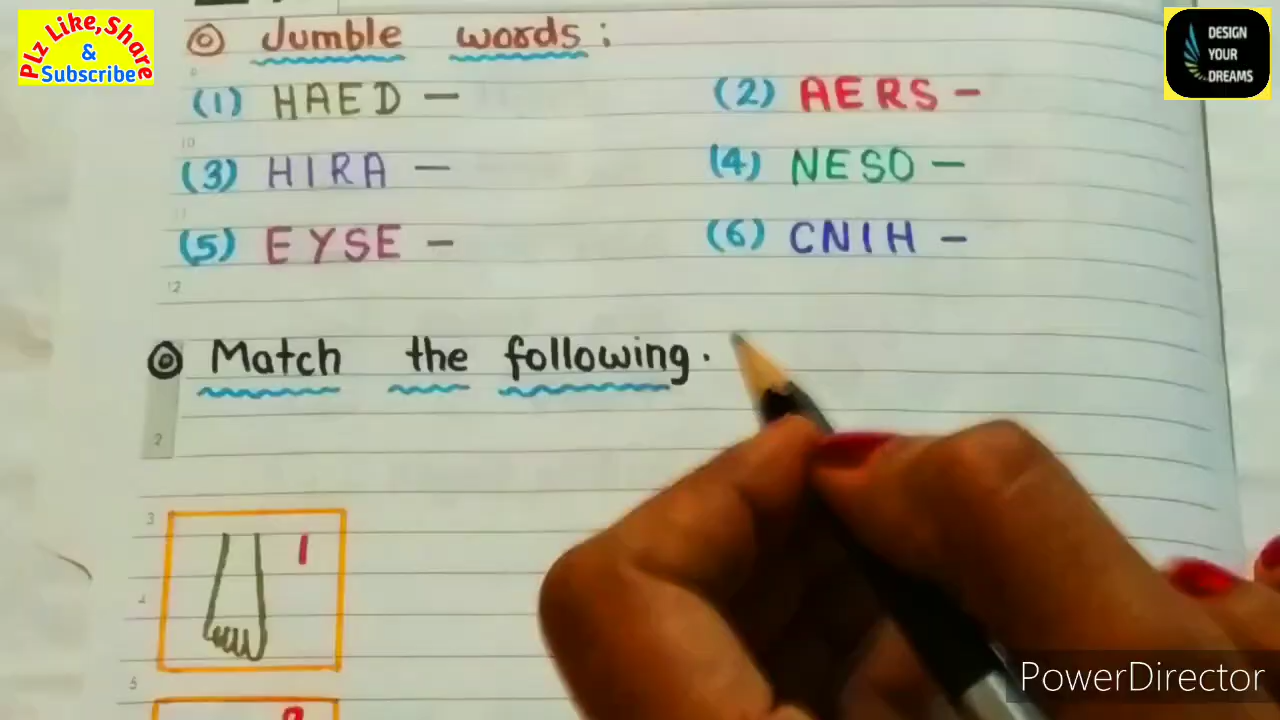 Plz Like, Share
&
Subscribe
DESIGN
YOUR
DREAMS
Jumble words:
(1) HAED — (2) AERS —
(3) HIRA — (4) NESO —
(5) EYSE — (6) CNIH —
Match the following.
1
PowerDirector